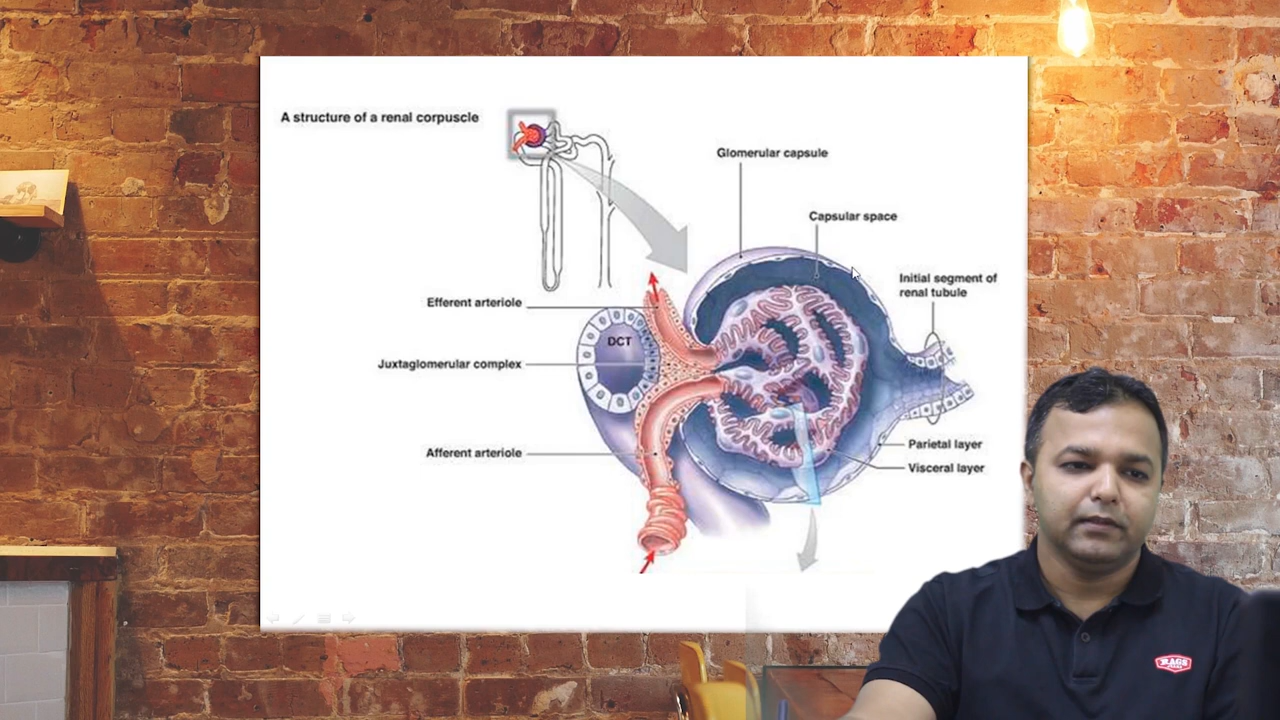 A structure of a renal corpuscle
Glomerular capsule
Capsular space
Initial segment of
renal tubule
Efferent arteriole
DCT
Juxtaglomerular complex
Afferent arteriole
Parietal layer
Visceral layer
RAGS